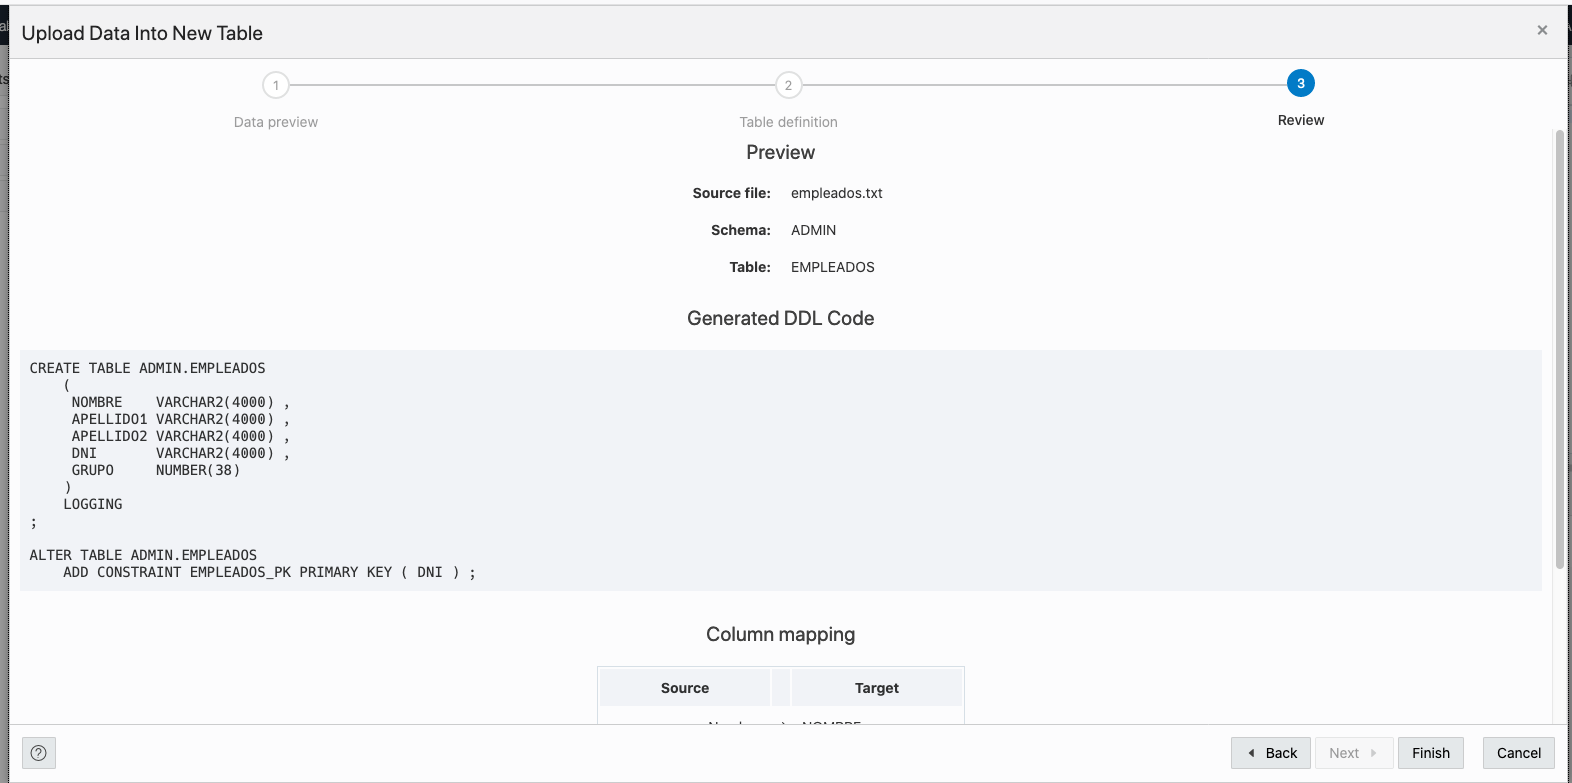 Upload Data Into New Table
×
1
2
3
Data preview
Table definition
Review
Preview
Source file: empleados.txt
Schema: ADMIN
Table: EMPLEADOS
Generated DDL Code
CREATE TABLE ADMIN.EMPLEADOS
(
NOMBRE VARCHAR2(4000) ,
APELLIDO1 VARCHAR2(4000) ,
APELLIDO2 VARCHAR2(4000) ,
DNI VARCHAR2(4000) ,
GRUPO NUMBER(38)
)
LOGGING
;
ALTER TABLE ADMIN.EMPLEADOS
ADD CONSTRAINT EMPLEADOS_PK PRIMARY KEY ( DNI ) ;
Column mapping
Source Target
NOMBRE
? Back Next Finish Cancel